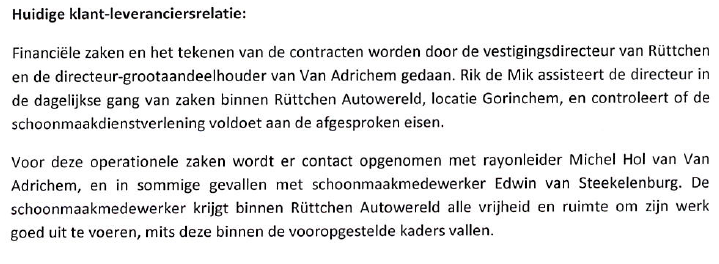 Huidige klant-leveranciersrelatie:
Financiële zaken en het tekenen van de contracten worden door de vestigingsdirecteur van Rüttchen
en de directeur-grootaandeelhouder van Van Adrichem gedaan. Rik de Mik assisteert de directeur in
de dagelijkse gang van zaken binnen Rüttchen Autowereld, locatie Gorinchem, en controleert of de
schoonmaakdienstverlening voldoet aan de afgesproken eisen.
Voor deze operationele zaken wordt er contact opgenomen met rayonleider Michel Hol van Van
Adrichem, en in sommige gevallen met schoonmaakmedewerker Edwin van Steekelenburg. De
schoonmaakmedewerker krijgt binnen Rüttchen Autowereld alle vrijheid en ruimte om zijn werk
goed uit te voeren, mits deze binnen de vooropgestelde kaders vallen.